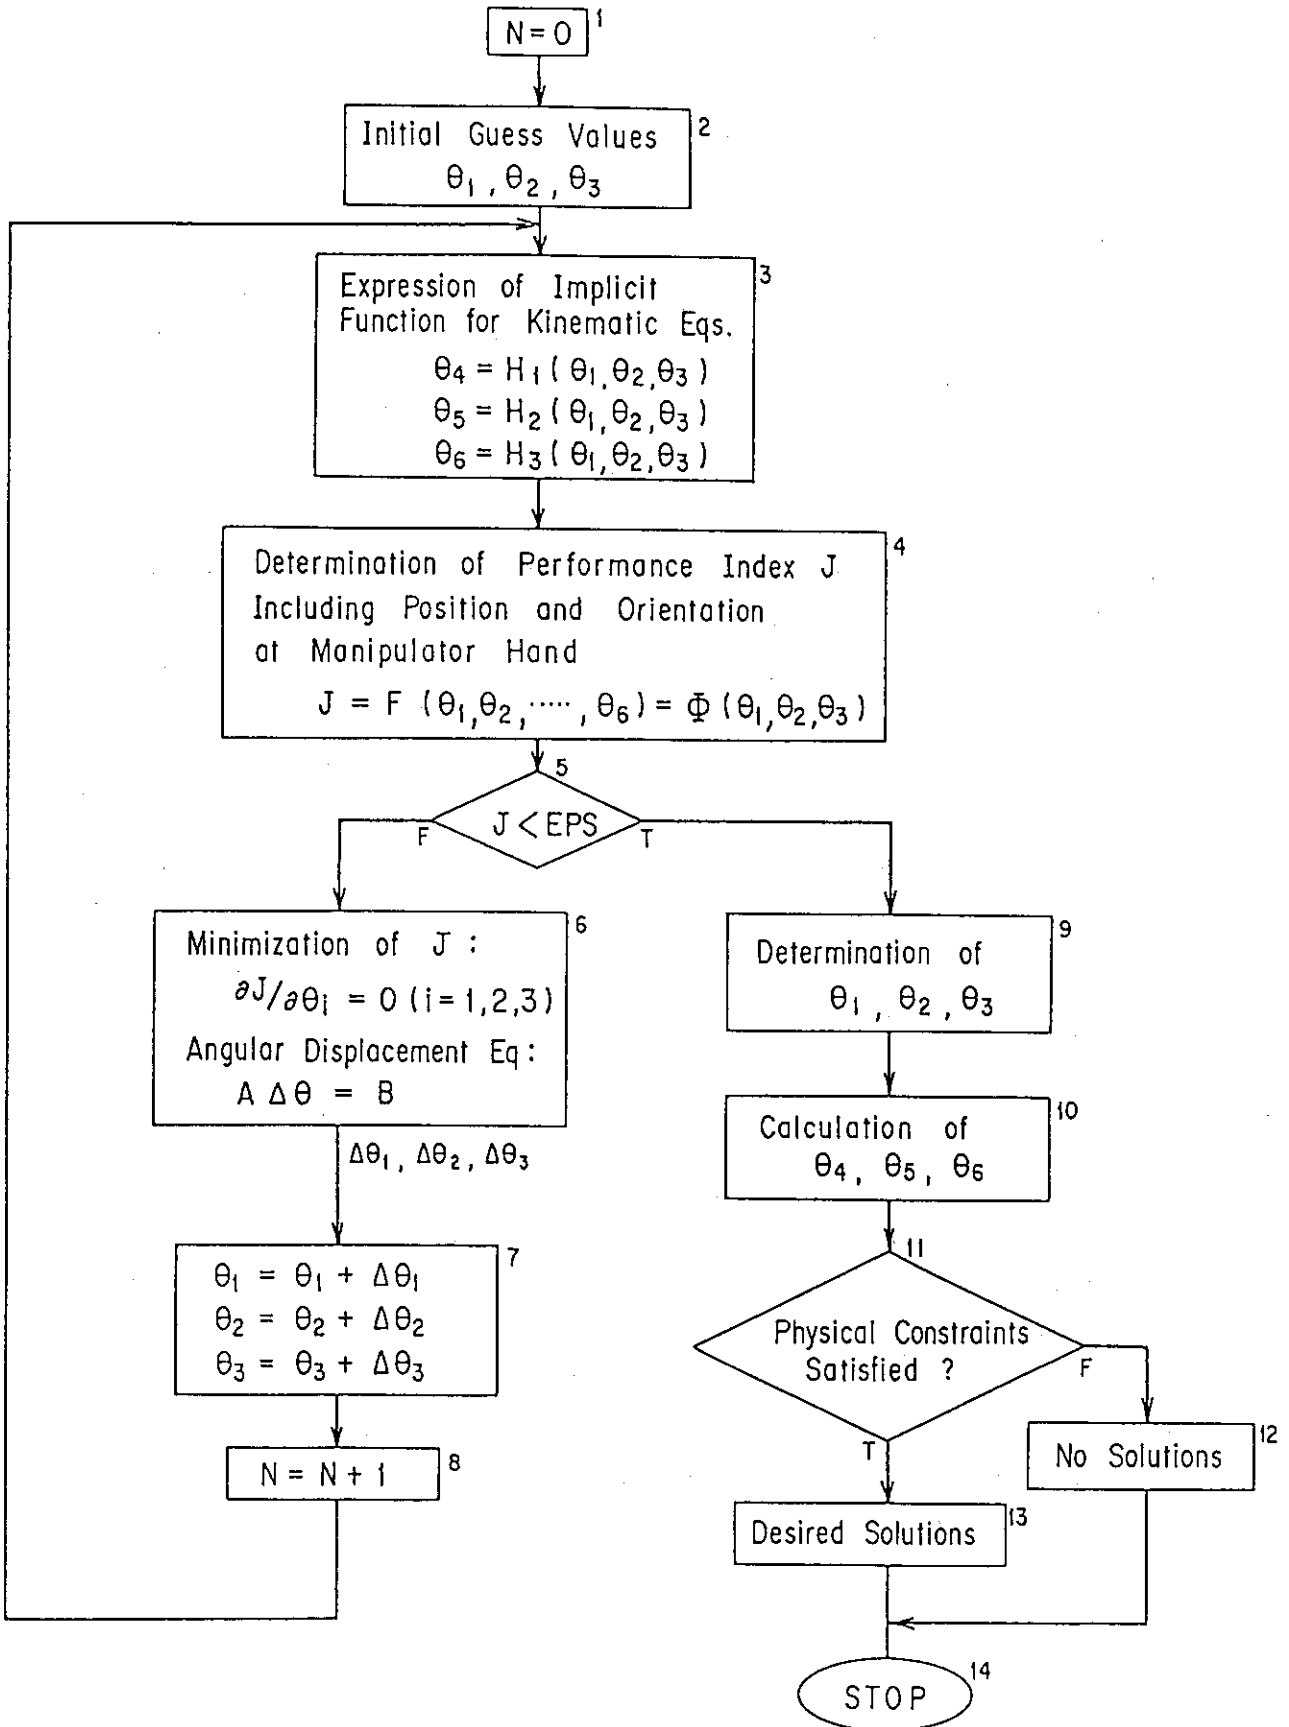 N = 0
1
2
Initial Guess Values
θ1 , θ2 , θ3
3
Expression of Implicit
Function for Kinematic Eqs.
θ4 = H1 ( θ1, θ2, θ3 )
θ5 = H2 ( θ1, θ2, θ3 )
θ6 = H3 ( θ1, θ2, θ3 )
4
Determination of Performance Index J
Including Position and Orientation
at Manipulator Hand
J = F ( θ1, θ2, ····· , θ6 ) = Φ ( θ1, θ2, θ3 )
5
J < EPS
F
T
6
Minimization of J :
∂J/∂θi = 0 ( i = 1,2,3 )
Angular Displacement Eq :
A Δθ = B
Δθ1 , Δθ2 , Δθ3
7
θ1 = θ1 + Δθ1
θ2 = θ2 + Δθ2
θ3 = θ3 + Δθ3
8
N = N + 1
9
Determination of
θ1 , θ2 , θ3
10
Calculation of
θ4 , θ5 , θ6
11
Physical Constraints
Satisfied ?
F
T
12
No Solutions
13
Desired Solutions
14
STOP